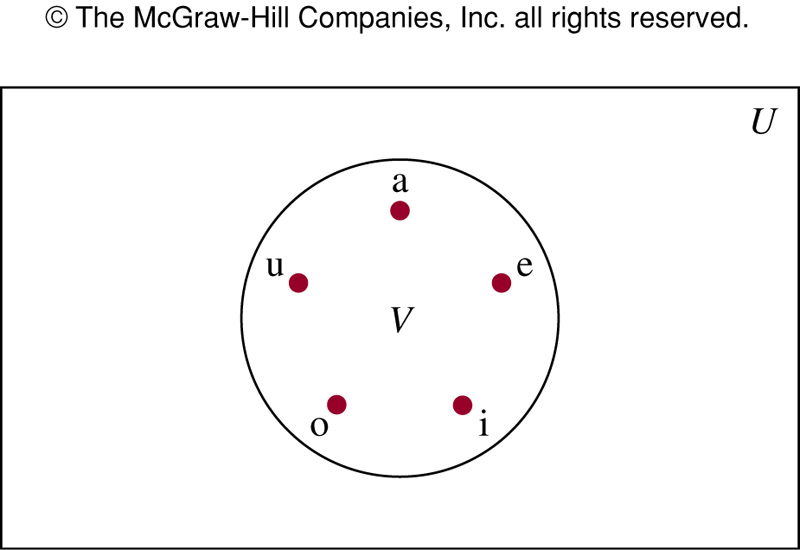 © The McGraw-Hill Companies, Inc. all rights reserved.
U
a
u
e
V
o
i